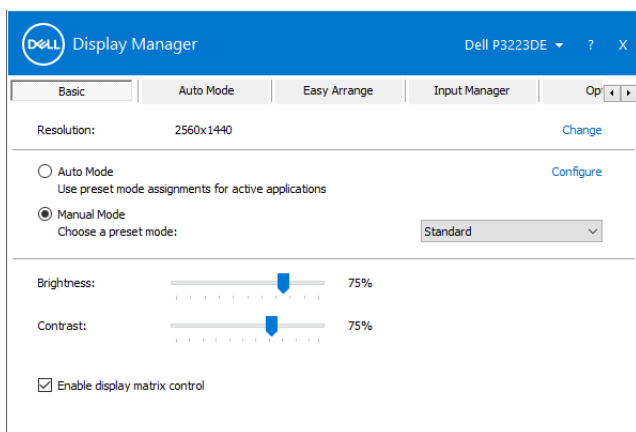 DELL Display Manager Dell P3223DE ? X
Basic Auto Mode Easy Arrange Input Manager Op
Resolution: 2560x1440 Change
Auto Mode Configure
Use preset mode assignments for active applications
Manual Mode
Choose a preset mode: Standard
Brightness: 75%
Contrast: 75%
Enable display matrix control